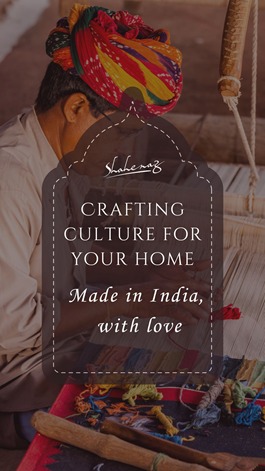 Shahenaz
CRAFTING
CULTURE FOR
YOUR HOME
Made in India,
with love